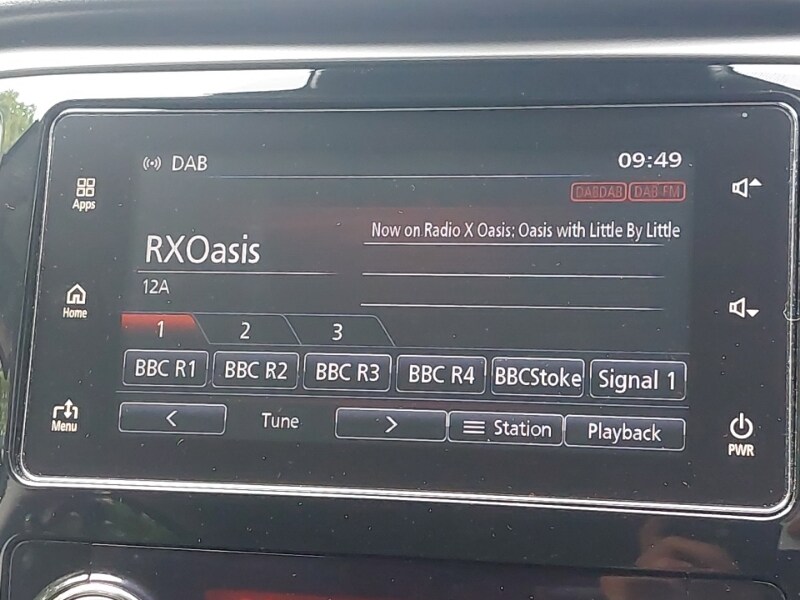 DAB
09:49
DABDAB DAB-FM
Apps
Now on Radio X Oasis: Oasis with Little By Little
RXOasis
12A
Home
1 2 3
BBC R1 BBC R2 BBC R3 BBC R4 BBCStoke Signal 1
< Tune > Station Playback
Menu
PWR